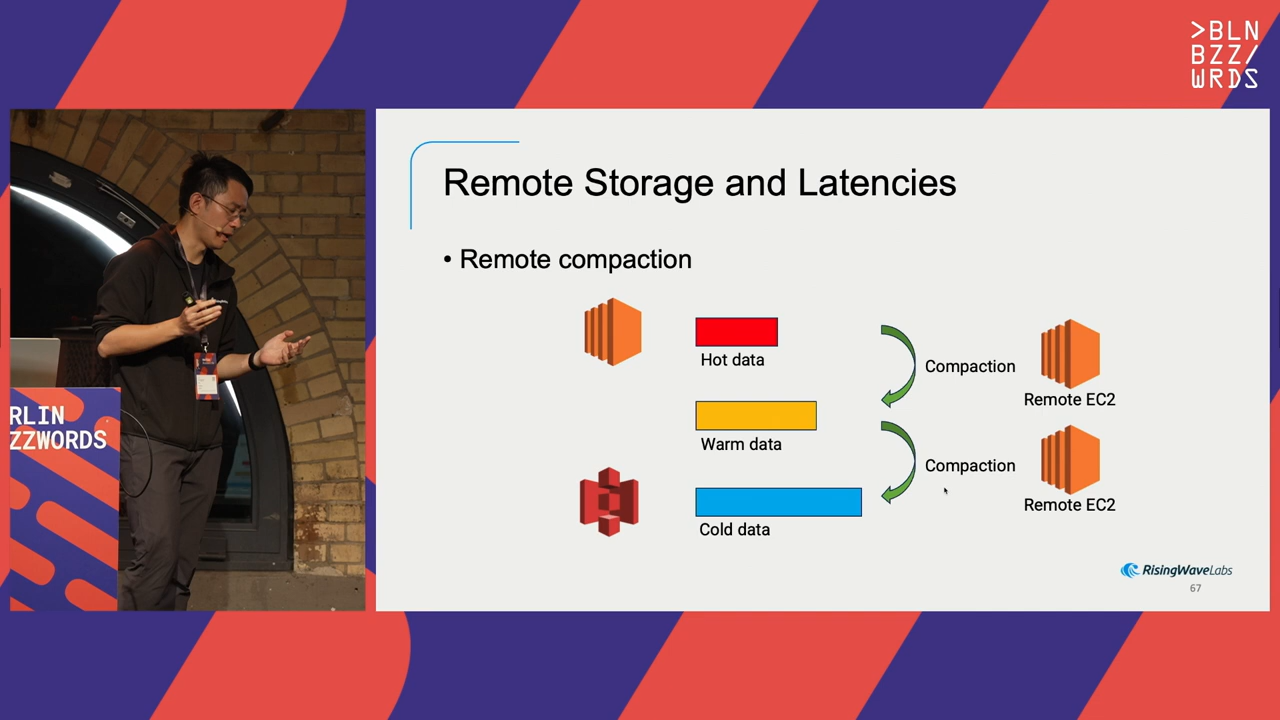 >BLN
BZZ/
WRDS
Remote Storage and Latencies
• Remote compaction
Hot data
Compaction
Remote EC2
Warm data
Compaction
Remote EC2
Cold data
RisingWaveLabs
67
RLIN
ZZWORDS